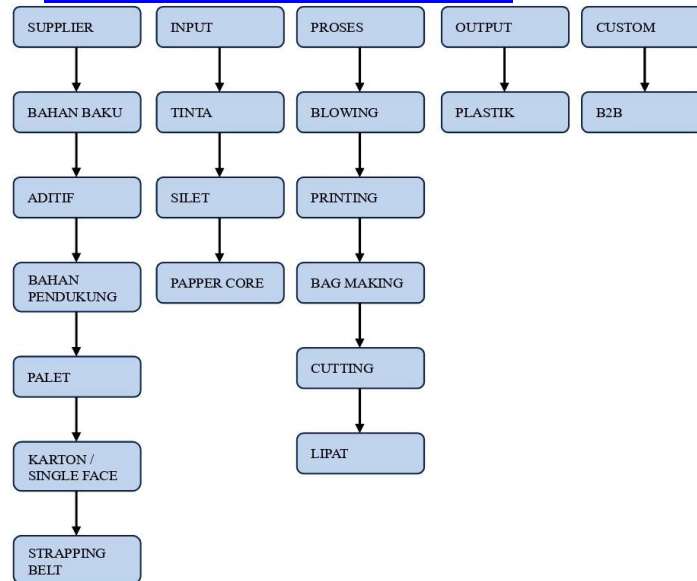 SUPPLIER
INPUT
PROSES
OUTPUT
CUSTOM
BAHAN BAKU
TINTA
BLOWING
PLASTIK
B2B
ADITIF
SILET
PRINTING
BAHAN
PENDUKUNG
PAPPER CORE
BAG MAKING
PALET
CUTTING
KARTON /
SINGLE FACE
LIPAT
STRAPPING
BELT